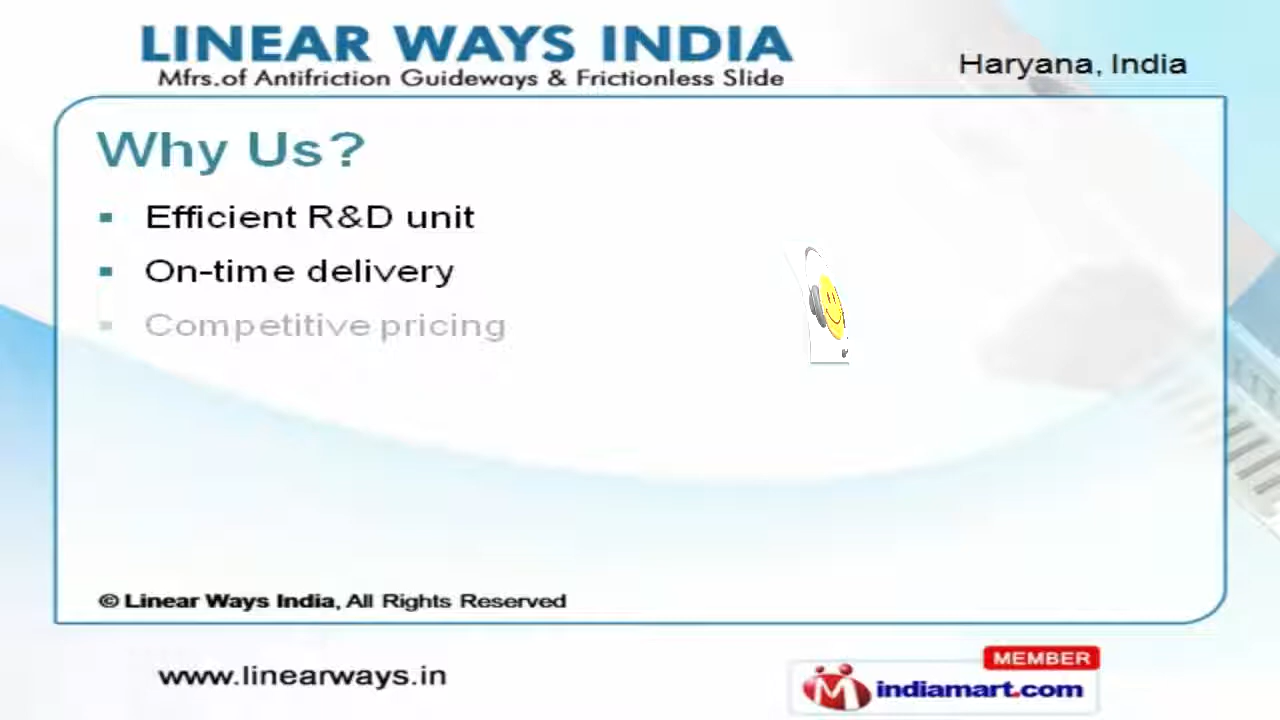 LINEAR WAYS INDIA
Mfrs.of Antifriction Guideways & Frictionless Slide
Haryana, India
Why Us?
▪ Efficient R&D unit
▪ On-time delivery
▪ Competitive pricing
© Linear Ways India, All Rights Reserved
www.linearways.in
MEMBER
indiamart.com